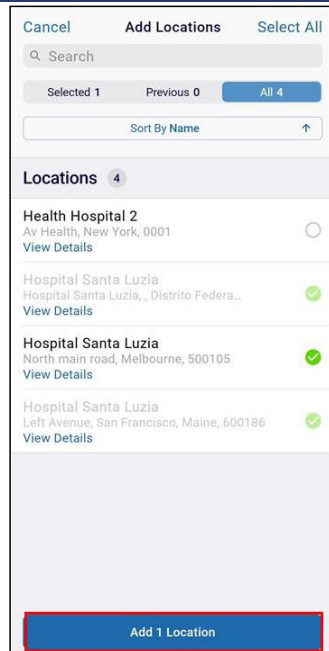 Cancel Add Locations Select All
Search
Selected 1 Previous 0 All 4
Sort By Name ↑
Locations 4
Health Hospital 2
Av Health, New York, 0001
View Details
Hospital Santa Luzia
Hospital Santa Luzia, , Distrito Federa...
View Details
Hospital Santa Luzia
North main road, Melbourne, 500105
View Details
Hospital Santa Luzia
Left Avenue, San Francisco, Maine, 600186
View Details
Add 1 Location